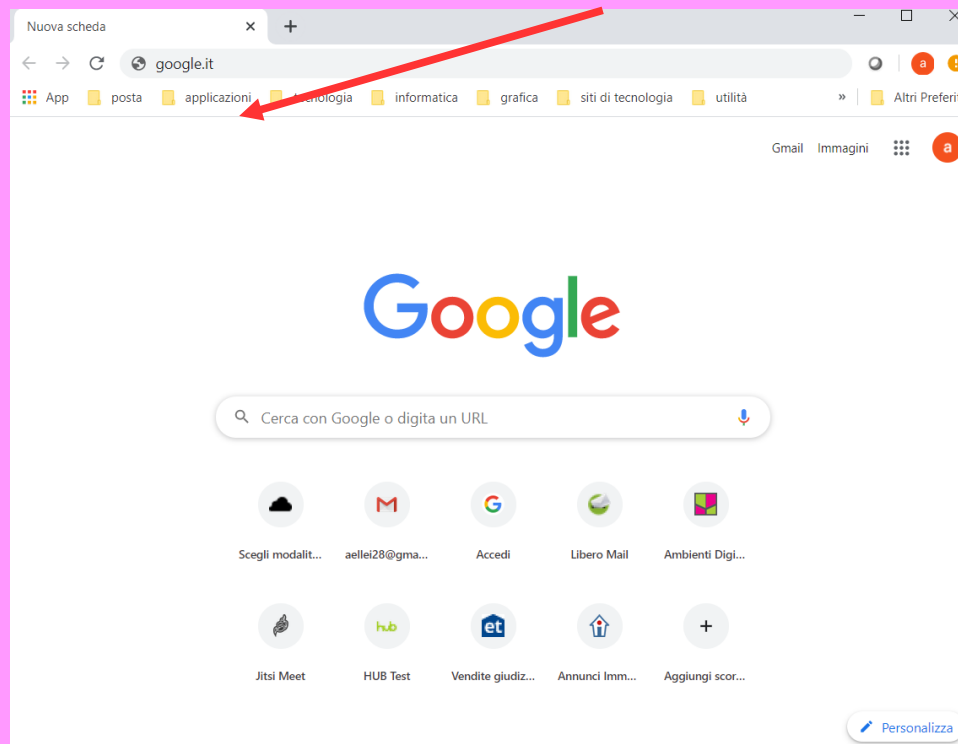 Nuova scheda
google.it
a
App posta applicazioni tecnologia informatica grafica siti di tecnologia utilità » Altri Preferit
Gmail Immagini
a
Google
Cerca con Google o digita un URL
Scegli modalit... aellei28@gma... Accedi Libero Mail Ambienti Digi...
hub et
Jitsi Meet HUB Test Vendite giudiz... Annunci Imm... Aggiungi scor...
Personalizza